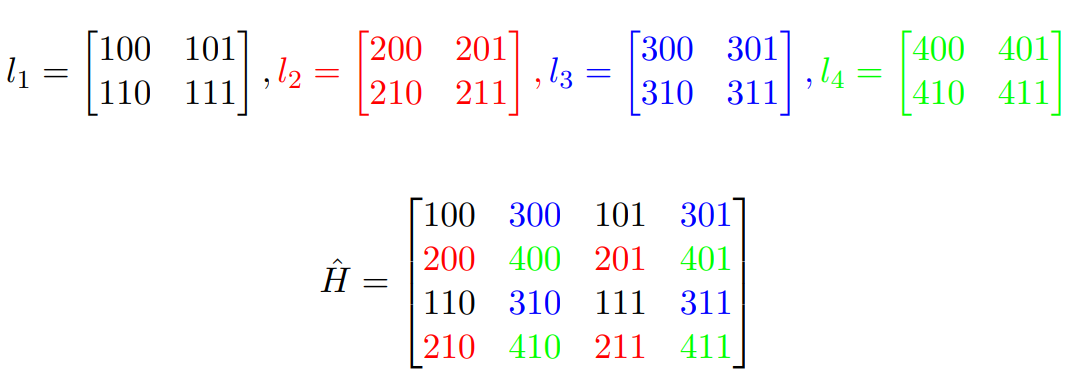 l₁ = [100 101
110 111], l₂ = [200 201
210 211], l₃ = [300 301
310 311], l₄ = [400 401
410 411]
Ĥ = [100 300 101 301
200 400 201 401
110 310 111 311
210 410 211 411]